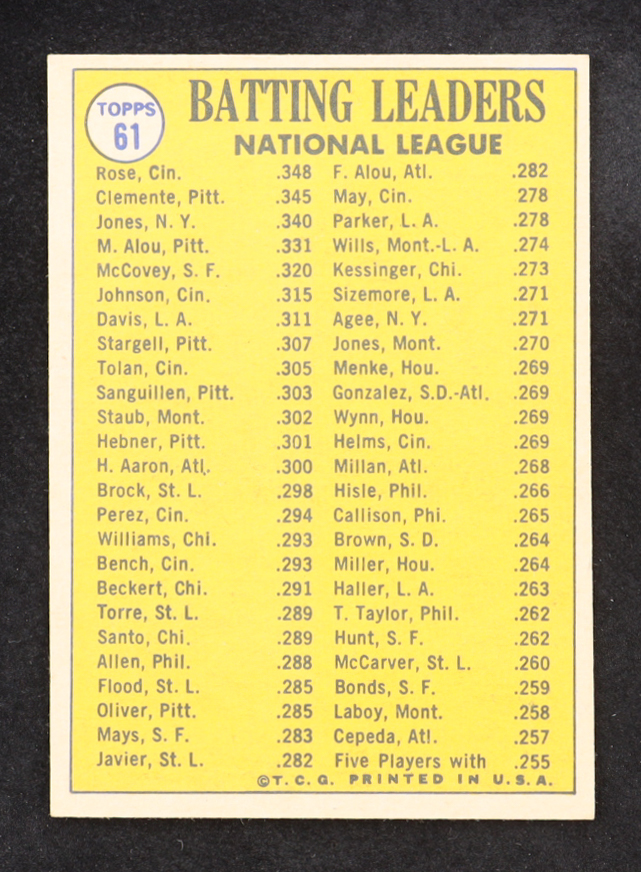 TOPPS
61
BATTING LEADERS
NATIONAL LEAGUE
Rose, Cin. .348
Clemente, Pitt. .345
Jones, N. Y. .340
M. Alou, Pitt. .331
McCovey, S. F. .320
Johnson, Cin. .315
Davis, L. A. .311
Stargell, Pitt. .307
Tolan, Cin. .305
Sanguillen, Pitt. .303
Staub, Mont. .302
Hebner, Pitt. .301
H. Aaron, Atl. .300
Brock, St. L. .298
Perez, Cin. .294
Williams, Chi. .293
Bench, Cin. .293
Beckert, Chi. .291
Torre, St. L. .289
Santo, Chi. .289
Allen, Phil. .288
Flood, St. L. .285
Oliver, Pitt. .285
Mays, S. F. .283
Javier, St. L. .282
F. Alou, Atl. .282
May, Cin. 278
Parker, L. A. .278
Wills, Mont.-L. A. .274
Kessinger, Chi. .273
Sizemore, L. A. .271
Agee, N. Y. .271
Jones, Mont. .270
Menke, Hou. .269
Gonzalez, S.D.-Atl. .269
Wynn, Hou. .269
Helms, Cin. .269
Millan, Atl. .268
Hisle, Phil. .266
Callison, Phi. .265
Brown, S. D. .264
Miller, Hou. .264
Haller, L. A. .263
T. Taylor, Phil. .262
Hunt, S. F. .262
McCarver, St. L. .260
Bonds, S. F. .259
Laboy, Mont. .258
Cepeda, Atl. .257
Five Players with .255
©T. C. G. PRINTED IN U. S. A.